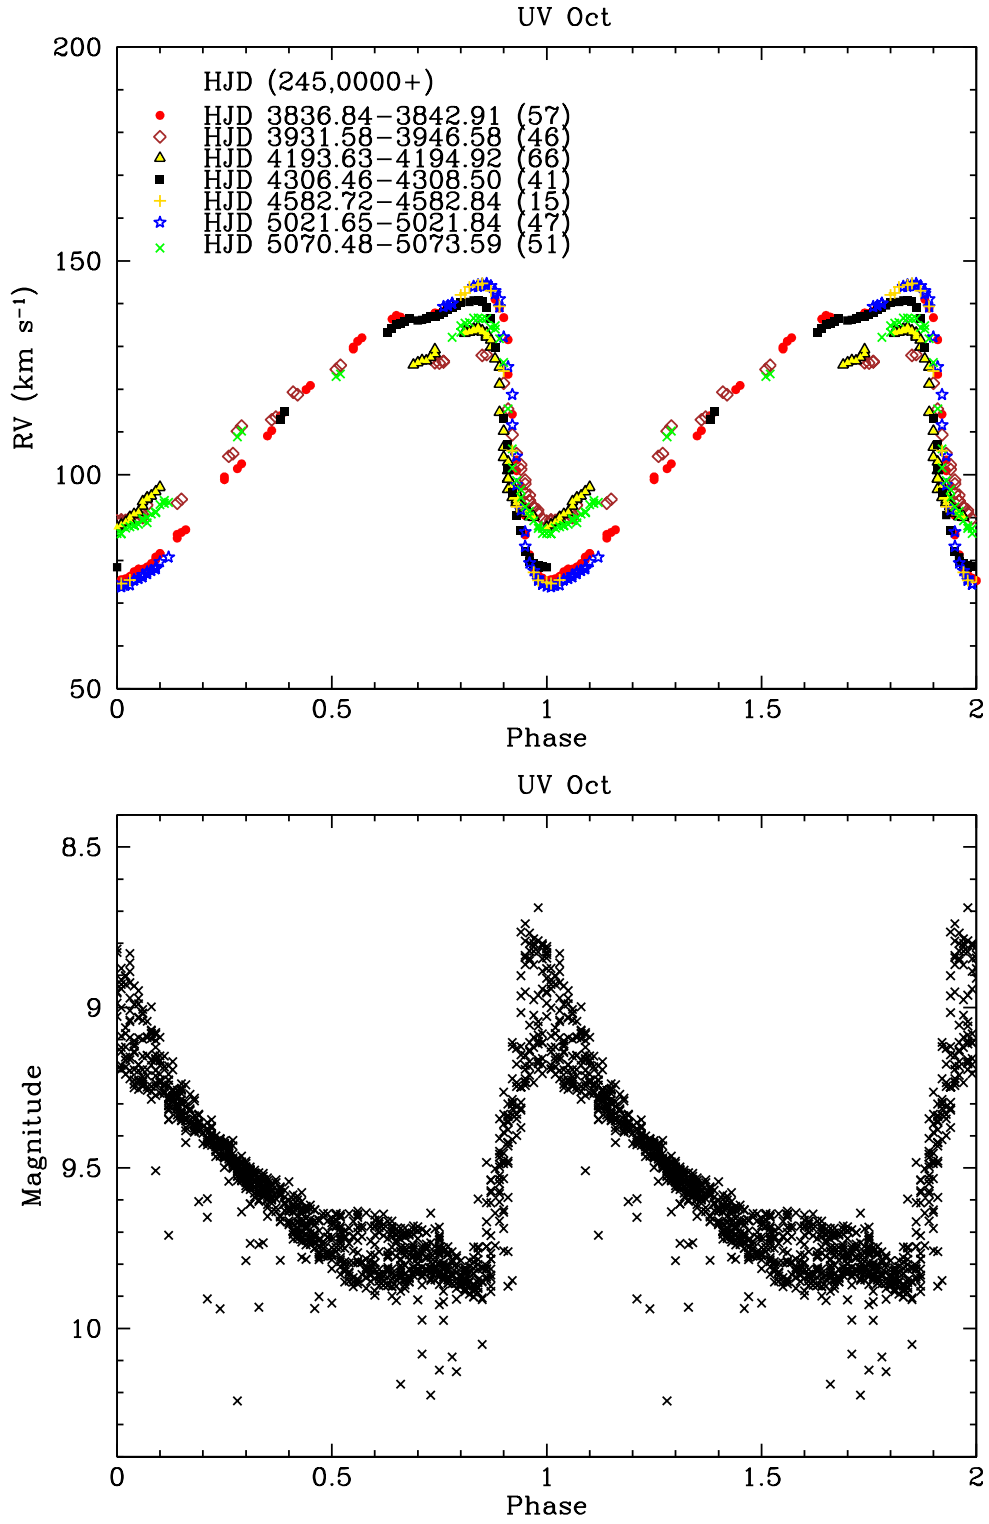 UV Oct
200
HJD (245,0000+)
HJD 3836.84−3842.91 (57)
HJD 3931.58−3946.58 (46)
HJD 4193.63−4194.92 (66)
HJD 4306.46−4308.50 (41)
HJD 4582.72−4582.84 (15)
HJD 5021.65−5021.84 (47)
HJD 5070.48−5073.59 (51)
150
RV (km s⁻¹)
100
50
0 0.5 1 1.5 2
Phase
UV Oct
8.5
9
Magnitude
9.5
10
0 0.5 1 1.5 2
Phase